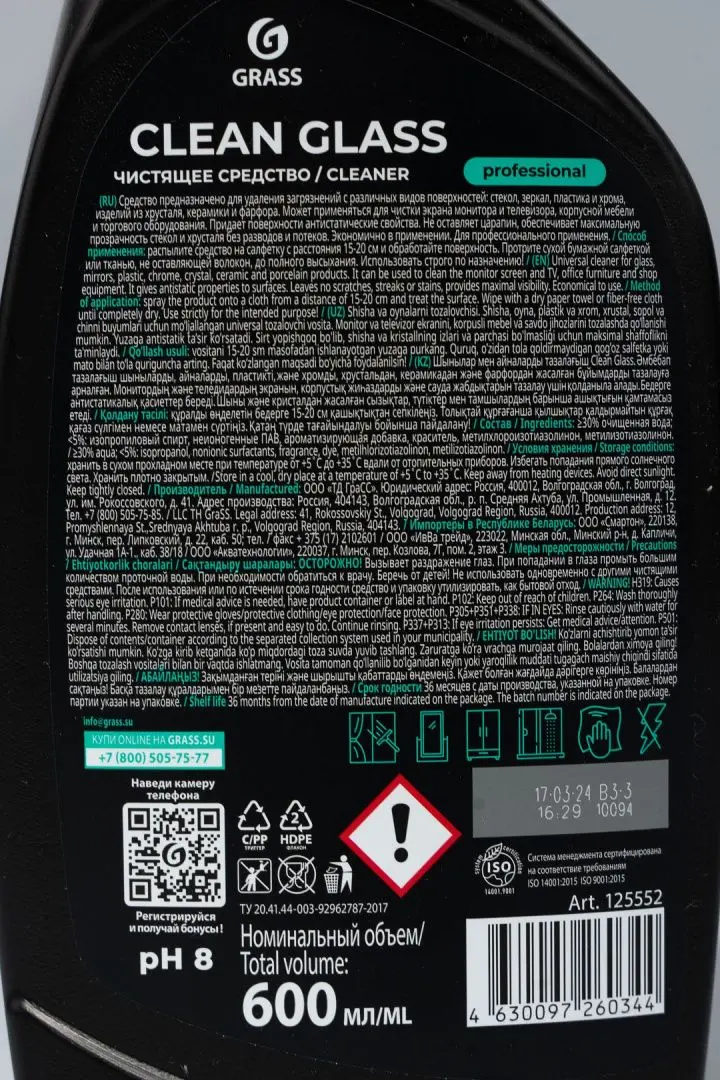 GRASS
CLEAN GLASS
ЧИСТЯЩЕЕ СРЕДСТВО / CLEANER
professional
(RU) Средство предназначено для удаления загрязнений с различных видов поверхностей: стекол, зеркал, пластика и хрома,
изделий из хрусталя, керамики и фарфора. Может применяться для чистки экрана монитора и телевизора, корпусной мебели
и торгового оборудования. Придает поверхности антистатические свойства. Не оставляет царапин, обеспечивает максимальную
прозрачность стекол и хрусталя без разводов и потеков. Экономично в применении. Для профессионального применения. / Способ
применения: распылите средство на салфетку с расстояния 15-20 см и обработайте поверхность. Протрите сухой бумажной салфеткой
или тканью, не оставляющей волокон, до полного высыхания. Использовать строго по назначению! / (EN) Universal cleaner for glass,
mirrors, plastic, chrome, crystal, ceramic and porcelain products. It can be used to clean the monitor screen and TV, office furniture and shop
equipment. It gives antistatic properties to surfaces. Leaves no scratches, streaks or stains, provides maximal visibility. Economical to use. / Method
of application: spray the product onto a cloth from a distance of 15-20 cm and treat the surface. Wipe with a dry paper towel or fiber-free cloth
until completely dry. Use strictly for the intended purpose! / (UZ) Shisha va oynalarni tozalovchisi. Shisha, oyna, plastik va xrom, xrustal, sopol va
chinni buyumlari uchun mo'ljallangan universal tozalovchi vosita. Monitor va televizor ekranini, korpusli mebel va savdo jihozlarini tozalashda qo'llanishi
mumkin. Yuzaga antistatik ta'sir ko'rsatadi. Sirt yopishqoq bo'lib, shisha va kristallning izlari va parchasi bo'lmasligi uchun maksimal shaffoflikni
ta'minlaydi. / Qo'llash usuli: vositani 15-20 sm masofadan ishlanayotgan yuzaga purkang. Quruq, o'zidan tola qoldirmaydigan qog'oz salfetka yoki
mato bilan to'la quriguncha arting. Faqat ko'zlangan maqsadi bo'yicha foydalanilsin! / (KZ) Шынылар мен айналарды тазалағыш Clean Glass. Әмбебап
тазалағыш шыныларды, айналарды, пластикті, және хромды, хрустальдан, керамикадан және фарфордан жасалған бұйымдарды тазалауға
арналған. Монитордың және теледидардың экранын, корпустық жиһаздарды және сауда жабдықтарын тазалау үшін қолдануға алады. Бедерге
антистатикалық қасиеттер береді. Шыны және кристалдан жасалған сызықтар, түтіктер мен тамшылардың барынша ашықтығын қамтамасыз
етеді. / Қолдану тәсілі: құралды өнделетін бедерге 15-20 см қашықтықтан сепкілеңіз. Толықтай құрғағанша қылшықтар қалдырмайтын құрғақ
қағаз сүлгімен немесе матамен сүртіңіз. Қатаң түрде тағайындалуы бойынша пайдалану! / Состав / Ingredients: ≥30% очищенная вода;
<5%: изопропиловый спирт, неионогенные ПАВ, ароматизирующая добавка, краситель, метилхлороизотиазолинон, метилизотиазолинон.
/ ≥30% aqua; <5%: isopropanol, nonionic surfactants, fragrance, dye, methilhlorizotiazolinon, metilizotiazolinon. / Условия хранения / Storage conditions:
хранить в сухом прохладном месте при температуре от +5˚С до +35˚С вдали от отопительных приборов. Избегать попадания прямого солнечного
света. Хранить плотно закрытым. /Store in a cool, dry place at a temperature of +5˚C to +35˚C. Keep away from heating devices. Avoid direct sunlight.
Keep tightly closed. / Производитель / Manufactured: ООО «ТД ГраСС». Юридический адрес: Россия, 400012, Волгоградская обл., г. Волгоград,
ул. им. Рокоссовского, д. 41. Адрес производства: Россия, 404143, Волгоградская обл., р. п. Средняя Ахтуба, ул. Промышленная, д. 12.
Тел. +7 (800) 505-75-85. / LLC TH GraSS. Legal address: 41, Rokossovskiy St., Volgograd, Volgograd Region, Russia, 400012. Production address: 12,
Promyshlennaya St.,Srednyaya Akhtuba r. p., Volgograd Region, Russia, 404143. / Импортеры в Республике Беларусь: ООО «Смартон», 220138,
г. Минск, пер. Липковский, д. 22, ком. 50; тел. / факс + 375 (17) 2102601 / ООО «ИвВа Трейд», 223022, Минская обл., Минский р-н, д. Капличи,
ул. Удачная 1А-1., каб. 38/18 / ООО «Акватехнологии», 220037, г. Минск, пер. Козлова, 7Г, пом. 2, этаж 3. / Меры предосторожности / Precautions
/ Ehtiyotkorlik choralari / Сақтандыру шаралары: ОСТОРОЖНО! Вызывает раздражение глаз. При попадании в глаза промыть большим
количеством проточной воды. При необходимости обратиться к врачу. Беречь от детей! Не использовать одновременно с другими чистящими
средствами. После использования или по истечении срока годности средство и упаковку утилизировать, как бытовой отход. / WARNING! H319: Causes
serious eye irritation. P101: If medical advice is needed, have product container or label at hand. P102: Keep out of reach of children. P264: Wash thoroughly
after handling. P280: Wear protective gloves/protective clothing/eye protection/face protection. P305+P351+P338: IF IN EYES: Rinse cautiously with water for
several minutes. Remove contact lenses, if present and easy to do. Continue rinsing. P337+P313: If eye irritation persists: Get medical advice/attention. P501:
Dispose of contents/container according to the separated collection system used in your municipality. / EHTIYOT BO'LISH! Ko'zlarni achishtirib yomon ta'sir
ko'rsatishi mumkin. Ko'zga kirib ketganida ko'p miqdordagi toza suvda yuvib tashlang. Zaruratga ko'ra vrachga murojaat qiling. Bolalardan ximoya qiling!
Boshqa tozalash vositalari bilan bir vaqtda ishlatmang. Vosita tamoman qo'llanilib bo'lganidan keyin yoki yaroqlilik muddati tugagach maishiy chiqindi sifatida
utilizatsiya qiling. / АБАЙЛАҢЫЗ! Зақымданған теріні және шырышты қабаттарды өңдемеңіз. Қажет болған жағдайда дәрігерге көрініңіз. Балалардан
сақтаңыз! Басқа тазалау құралдарымен бір мезетте пайдаланбаңыз. / Срок годности 36 месяцев с даты производства, указанной на упаковке. Номер
партии указан на упаковке. / Shelf life 36 months from the date of manufacture indicated on the package. The batch number is indicated on the package.
info@grass.su
КУПИ ONLINE НА GRASS.SU
+7 (800) 505-75-77
Наведи камеру
телефона
Регистрируйся
и получай бонусы !
pH 8
C/PP
ТРИГГЕР
2
HDPE
ФЛАКОН
ТУ 20.41.44-003-92962787-2017
Номинальный объем/
Total volume:
600 МЛ/ML
17.03.24 B3-3
16:29 10094
ISO
14001.9001
Система менеджмента сертифицирована
на соответствие требованиям
ISO 14001:2015 ISO 9001:2015
Art. 125552
4 630097 260344